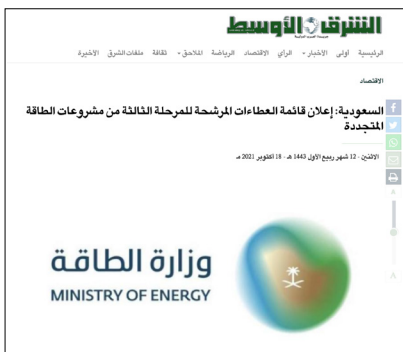 الشرق الأوسط
الرئيسية أولى الأخبار الرأي الاقتصاد الرياضة الملاحق ثقافة ملفات الشرق الأخيرة
الاقتصاد
السعودية: إعلان قائمة العطاءات المرشحة للمرحلة الثالثة من مشروعات الطاقة
المتجددة
الاثنين - 12 شهر ربيع الأول 1443 هـ - 18 أكتوبر 2021 مـ
وزارة الطاقة
MINISTRY OF ENERGY